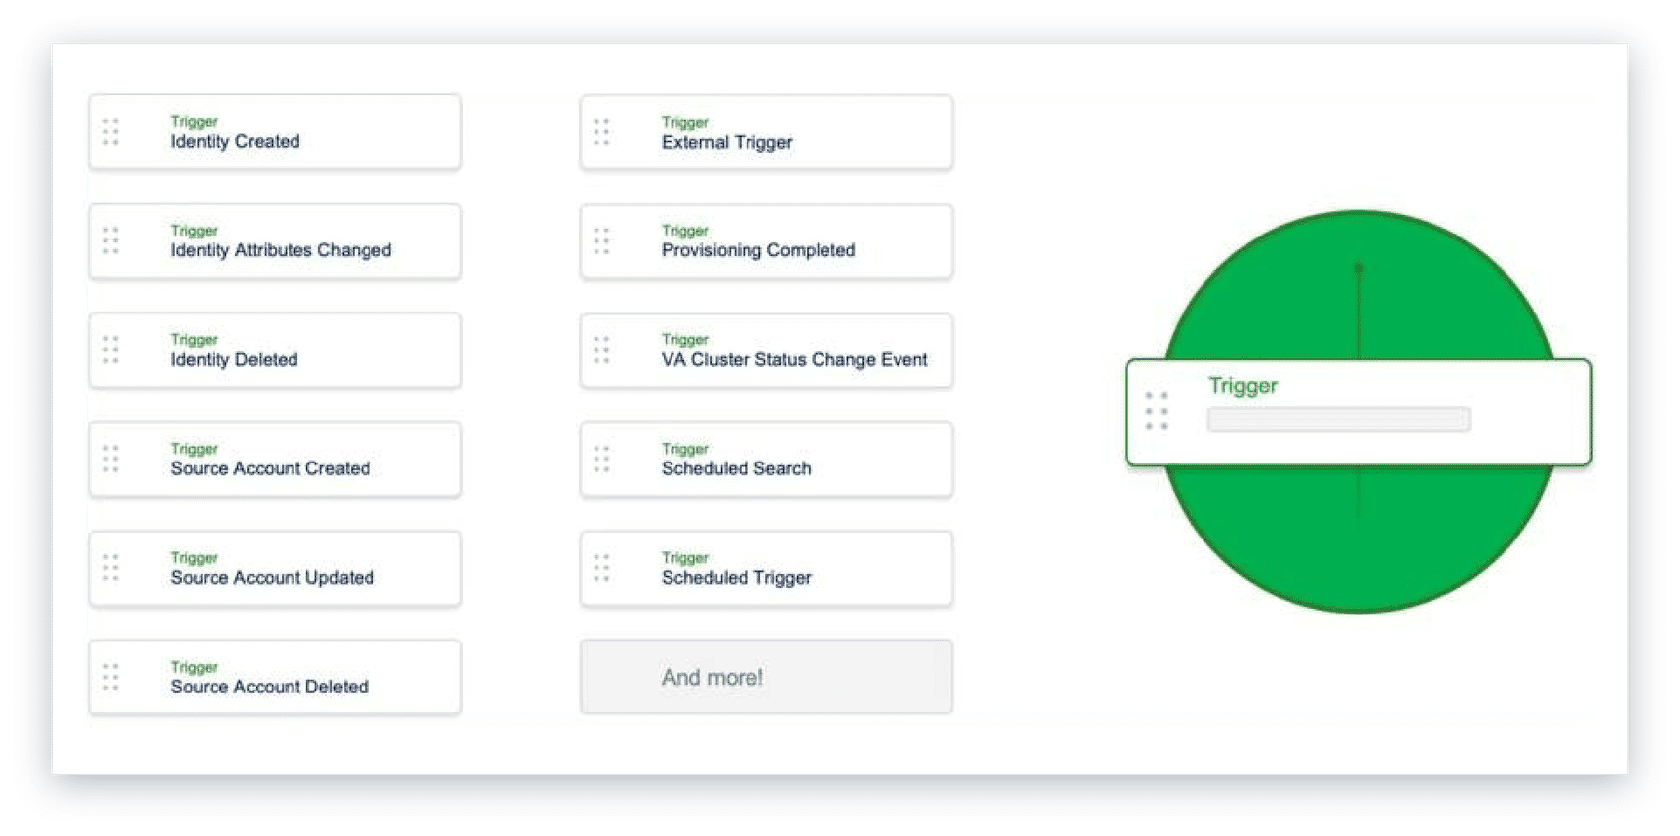 Trigger
Identity Created
Trigger
Identity Attributes Changed
Trigger
Identity Deleted
Trigger
Source Account Created
Trigger
Source Account Updated
Trigger
Source Account Deleted
Trigger
External Trigger
Trigger
Provisioning Completed
Trigger
VA Cluster Status Change Event
Trigger
Scheduled Search
Trigger
Scheduled Trigger
And more!
Trigger